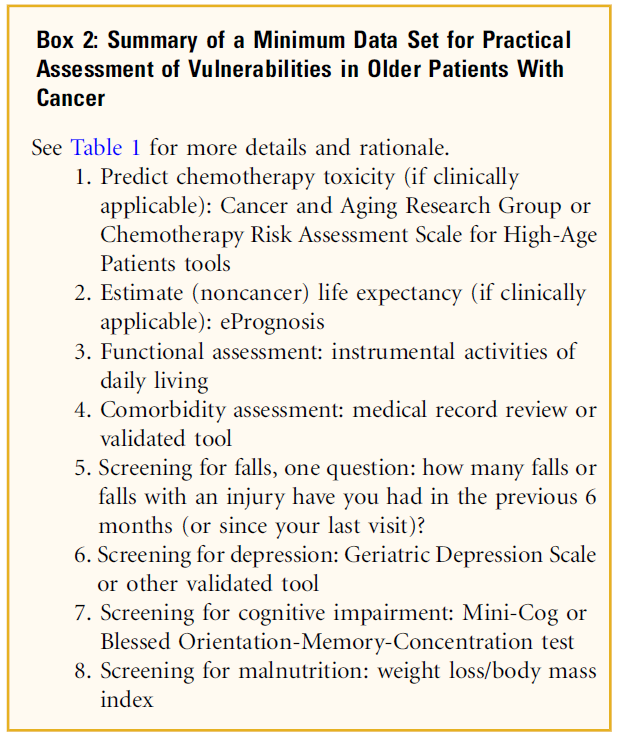 Box 2: Summary of a Minimum Data Set for Practical
Assessment of Vulnerabilities in Older Patients With
Cancer
See Table 1 for more details and rationale.
1. Predict chemotherapy toxicity (if clinically
applicable): Cancer and Aging Research Group or
Chemotherapy Risk Assessment Scale for High-Age
Patients tools
2. Estimate (noncancer) life expectancy (if clinically
applicable): ePrognosis
3. Functional assessment: instrumental activities of
daily living
4. Comorbidity assessment: medical record review or
validated tool
5. Screening for falls, one question: how many falls or
falls with an injury have you had in the previous 6
months (or since your last visit)?
6. Screening for depression: Geriatric Depression Scale
or other validated tool
7. Screening for cognitive impairment: Mini-Cog or
Blessed Orientation-Memory-Concentration test
8. Screening for malnutrition: weight loss/body mass
index